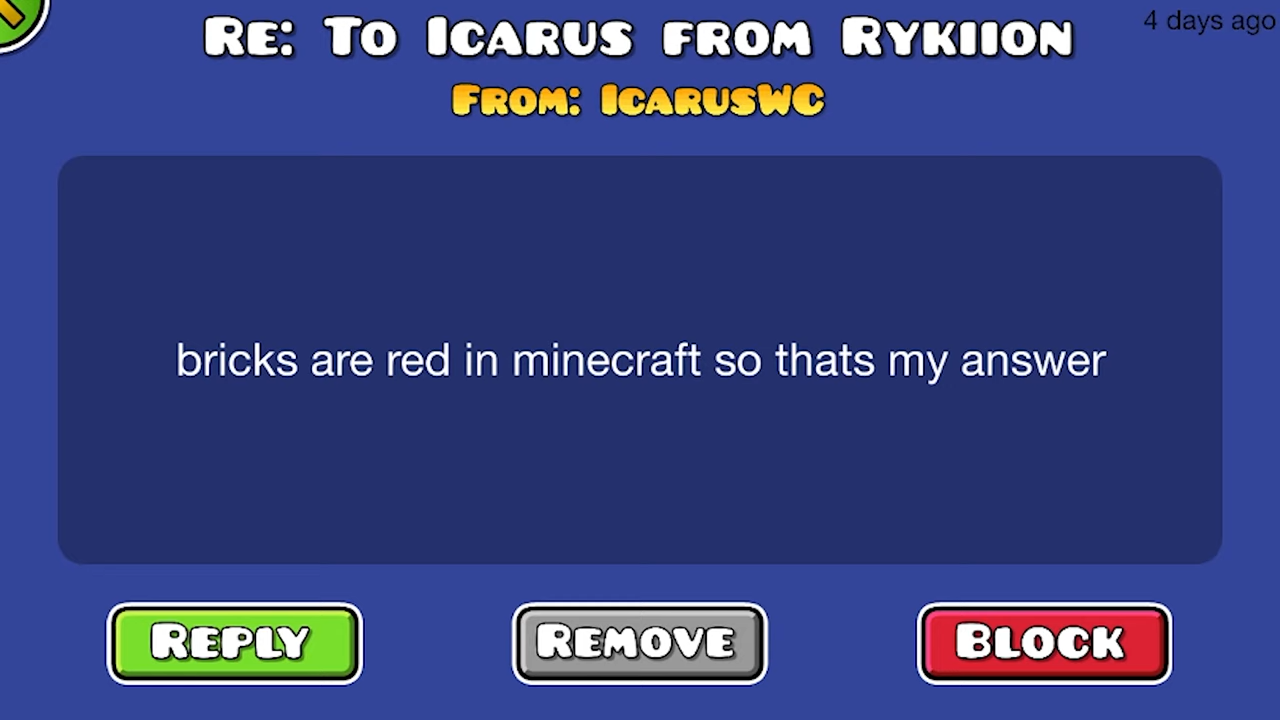 Re: To Icarus from Rykiion
4 days ago
From: IcarusWC
bricks are red in minecraft so thats my answer
Reply
Remove
Block